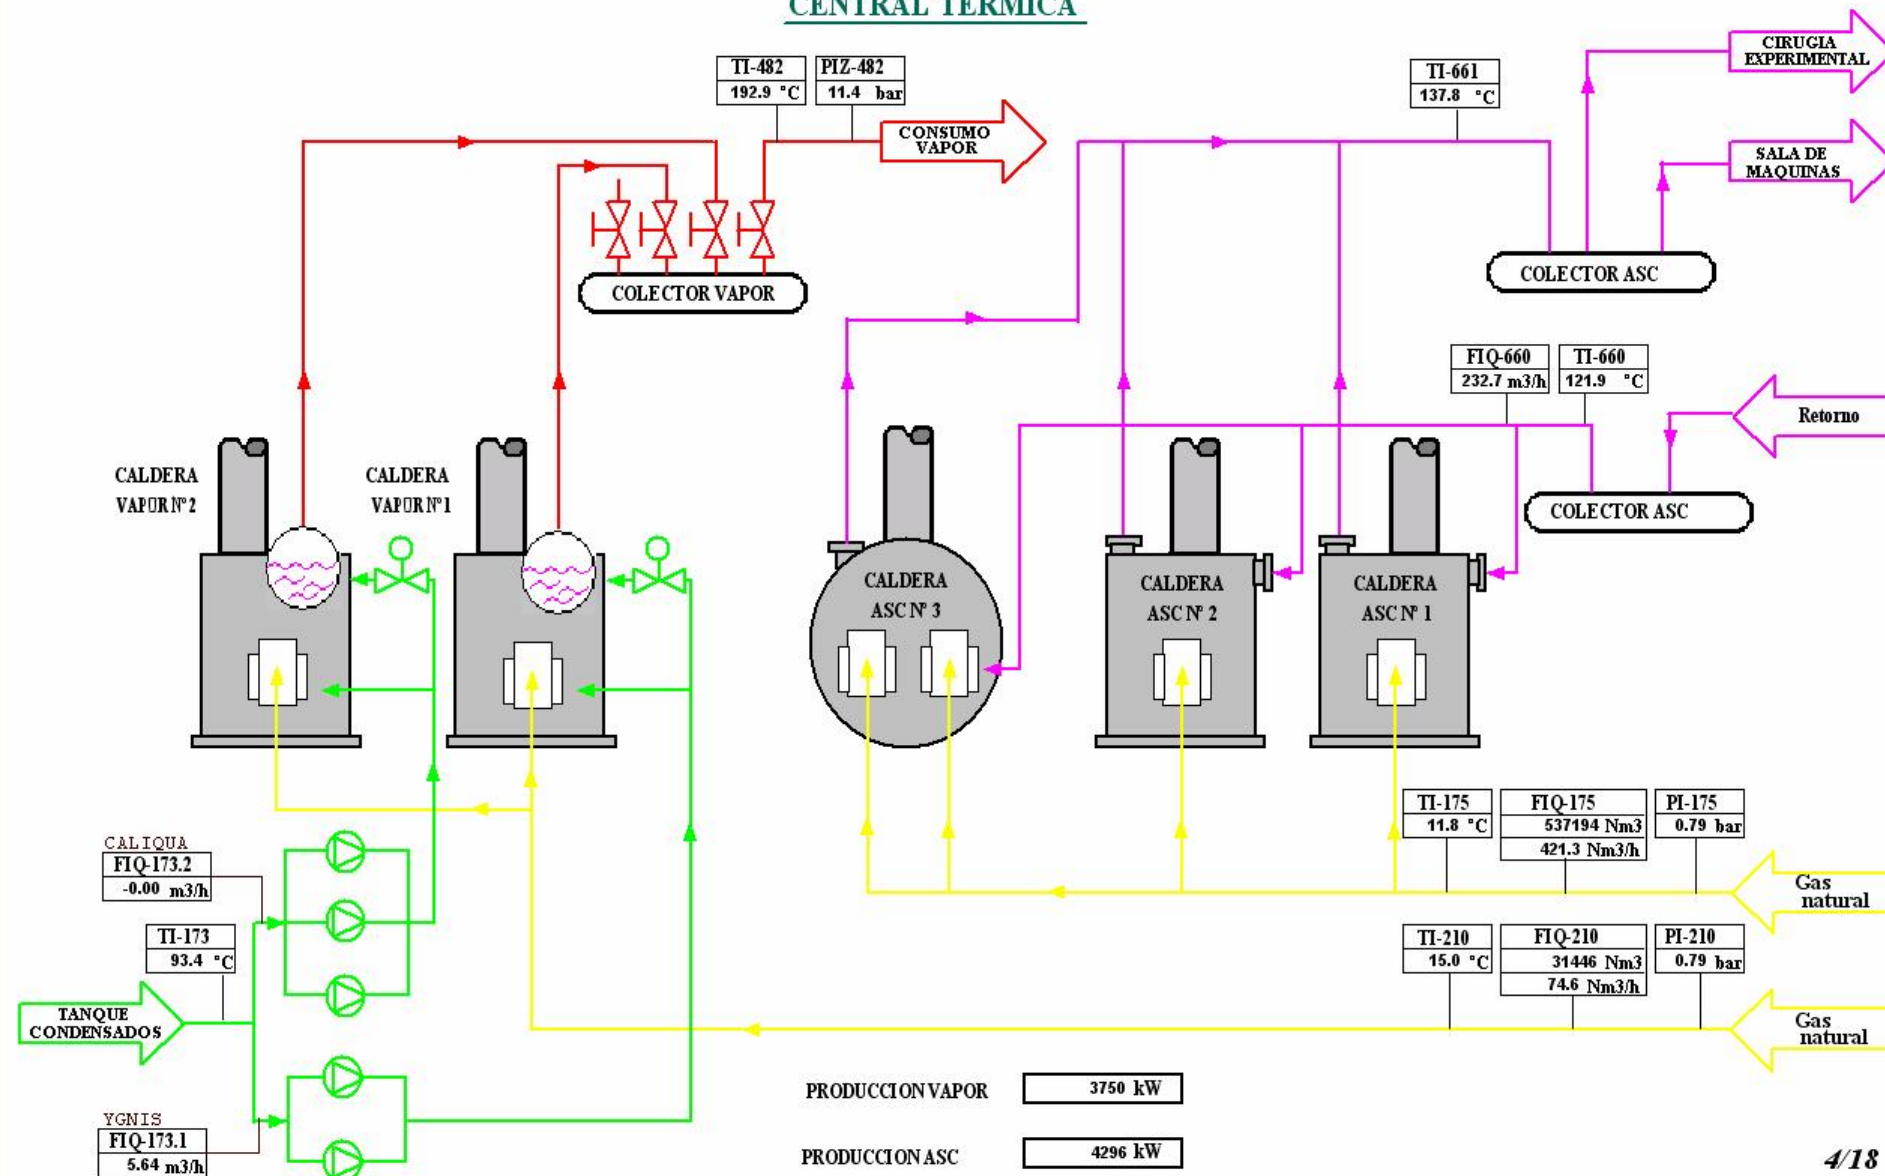 CENTRAL TERMICA
CIRUGIA
EXPERIMENTAL
TI-482
192.9 °C
PIZ-482
11.4 bar
TI-661
137.8 °C
CONSUMO
VAPOR
SALA DE
MAQUINAS
COLECTOR VAPOR
COLECTOR ASC
FIQ-660
232.7 m3/h
TI-660
121.9 °C
Retorno
COLECTOR ASC
CALDERA
VAPOR Nº2
CALDERA
VAPOR Nº1
CALDERA
ASC Nº 3
CALDERA
ASC Nº 2
CALDERA
ASC Nº 1
TI-175
11.8 °C
FIQ-175
537194 Nm3
421.3 Nm3/h
PI-175
0.79 bar
Gas
natural
CALIQUA
FIQ-173.2
-0.00 m3/h
TI-173
93.4 °C
TI-210
15.0 °C
FIQ-210
31446 Nm3
74.6 Nm3/h
PI-210
0.79 bar
Gas
natural
TANQUE
CONDENSADOS
YGNIS
FIQ-173.1
5.64 m3/h
PRODUCCION VAPOR
3750 kW
PRODUCCION ASC
4296 kW
4/18